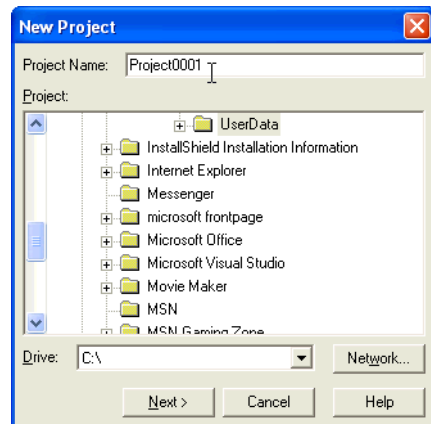 New Project
Project Name: Project0001
Project:
UserData
InstallShield Installation Information
Internet Explorer
Messenger
microsoft frontpage
Microsoft Office
Microsoft Visual Studio
Movie Maker
MSN
MSN Gaming Zone
Drive: C:\ Network...
Next > Cancel Help